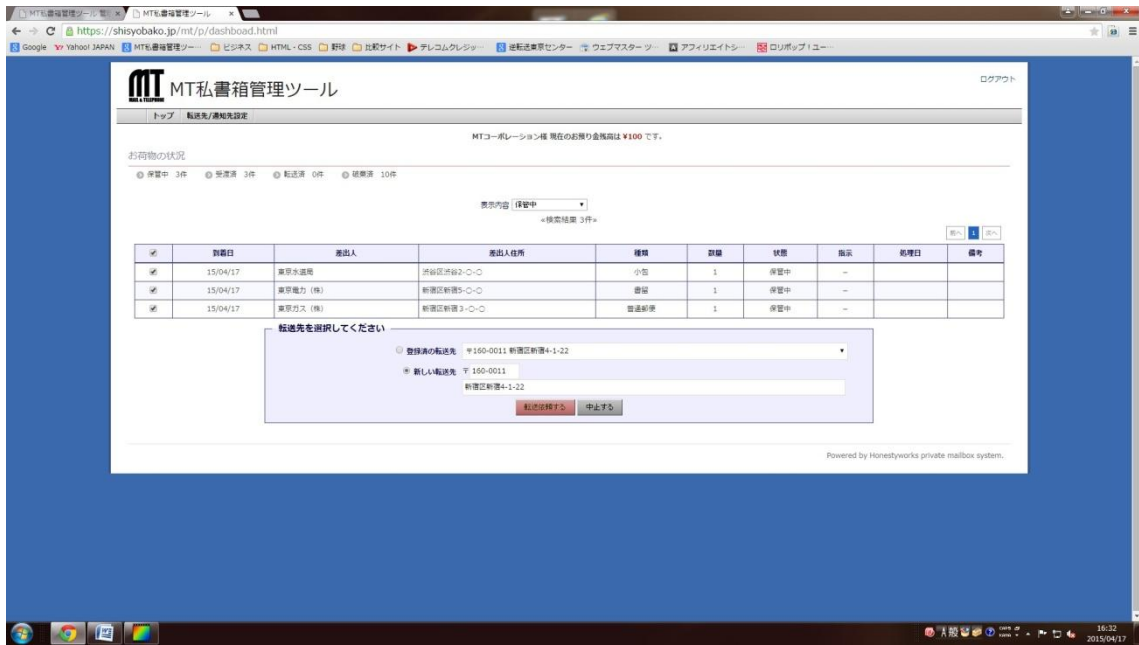 MT私書箱管理ツール 管
MT私書箱管理ツール
https://shisyobako.jp/mt/p/dashboad.html
Google Yahoo! JAPAN MT私書箱管理ツー… ビジネス HTML・CSS 野球 比較サイト テレコムクレジッ… 逆転送東京センター ウェブマスター ツ… アフィリエイトシ… ロリポップ！ユー…
MT
MAIL & TELEPHONE
MT私書箱管理ツール
ログアウト
トップ 転送先/通知先設定
MTコーポレーション様 現在のお預り金残高は ¥100 です。
お荷物の状況
保管中 3件 受渡済 3件 転送済 0件 破棄済 10件
表示内容 保管中
«検索結果 3件»
前へ 1 次へ
到着日 差出人 差出人住所 種類 数量 状態 指示 処理日 備考
15/04/17 東京水道局 渋谷区渋谷2-○-○ 小包 1 保管中 –
15/04/17 東京電力（株） 新宿区新宿5-○-○ 書留 1 保管中 –
15/04/17 東京ガス（株） 新宿区新宿３-○-○ 普通郵便 1 保管中 –
転送先を選択してください
登録済の転送先 〒160-0011 新宿区新宿4-1-22
新しい転送先 〒 160-0011
新宿区新宿4-1-22
転送依頼する 中止する
Powered by Honestyworks private mailbox system.
A 般
16:32
2015/04/17